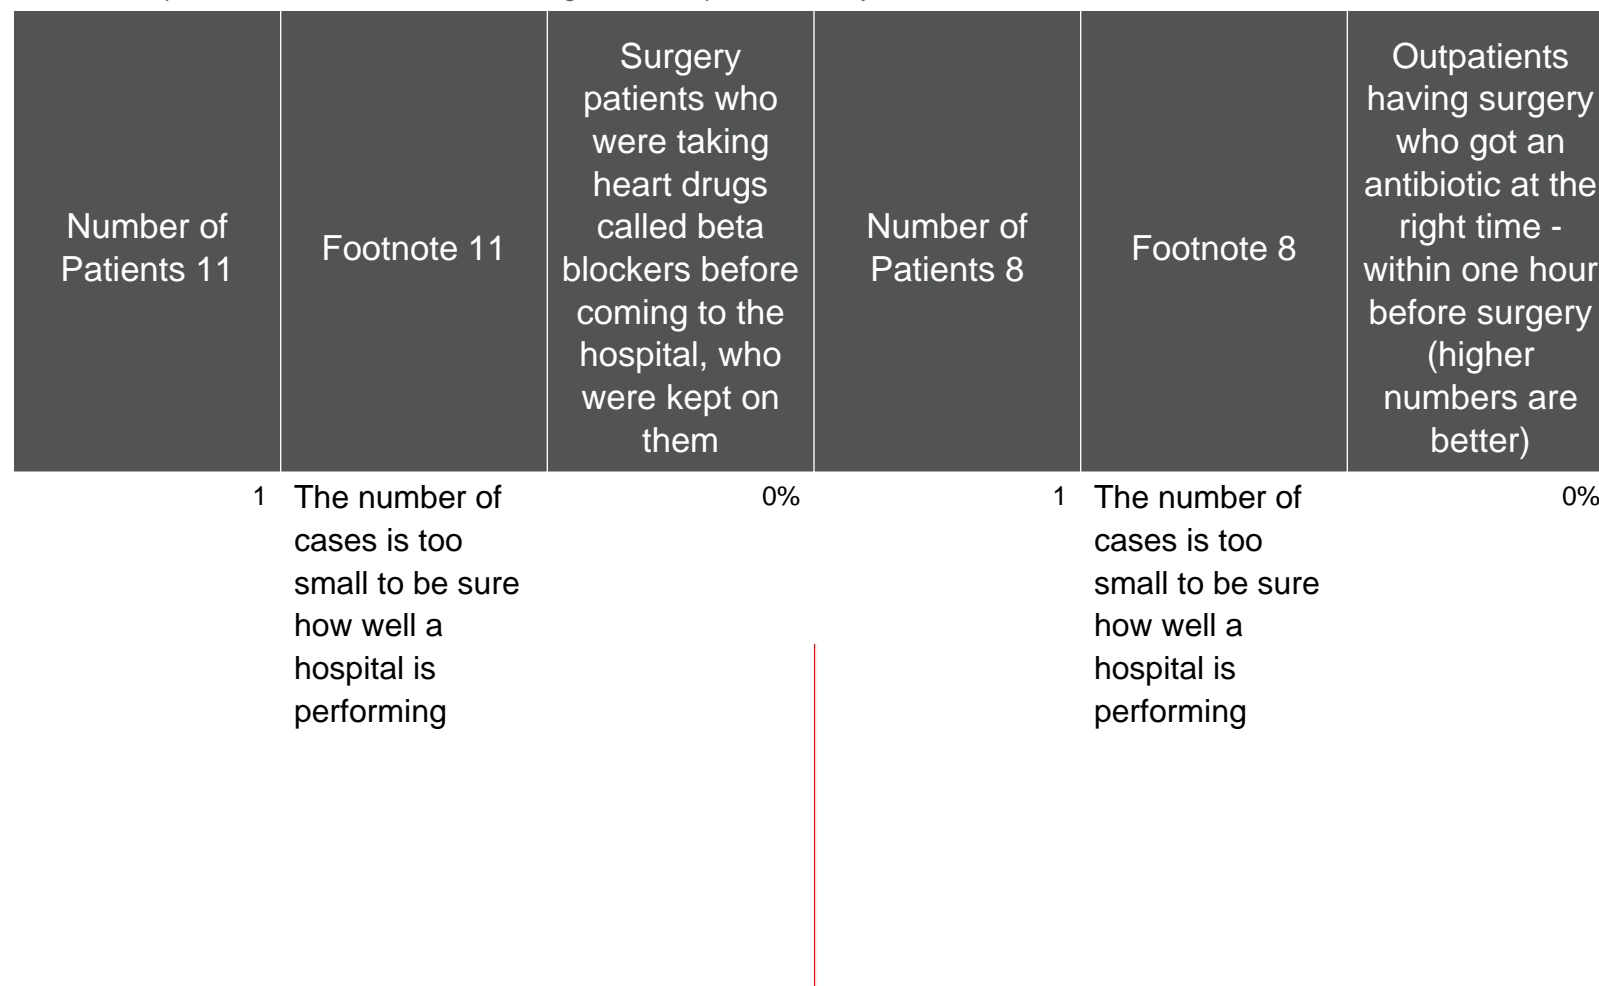 Number of
Patients 11
Footnote 11
Surgery
patients who
were taking
heart drugs
called beta
blockers before
coming to the
hospital, who
were kept on
them
Number of
Patients 8
Footnote 8
Outpatients
having surgery
who got an
antibiotic at the
right time -
within one hour
before surgery
(higher
numbers are
better)
1
The number of
cases is too
small to be sure
how well a
hospital is
performing
0%
1
The number of
cases is too
small to be sure
how well a
hospital is
performing
0%